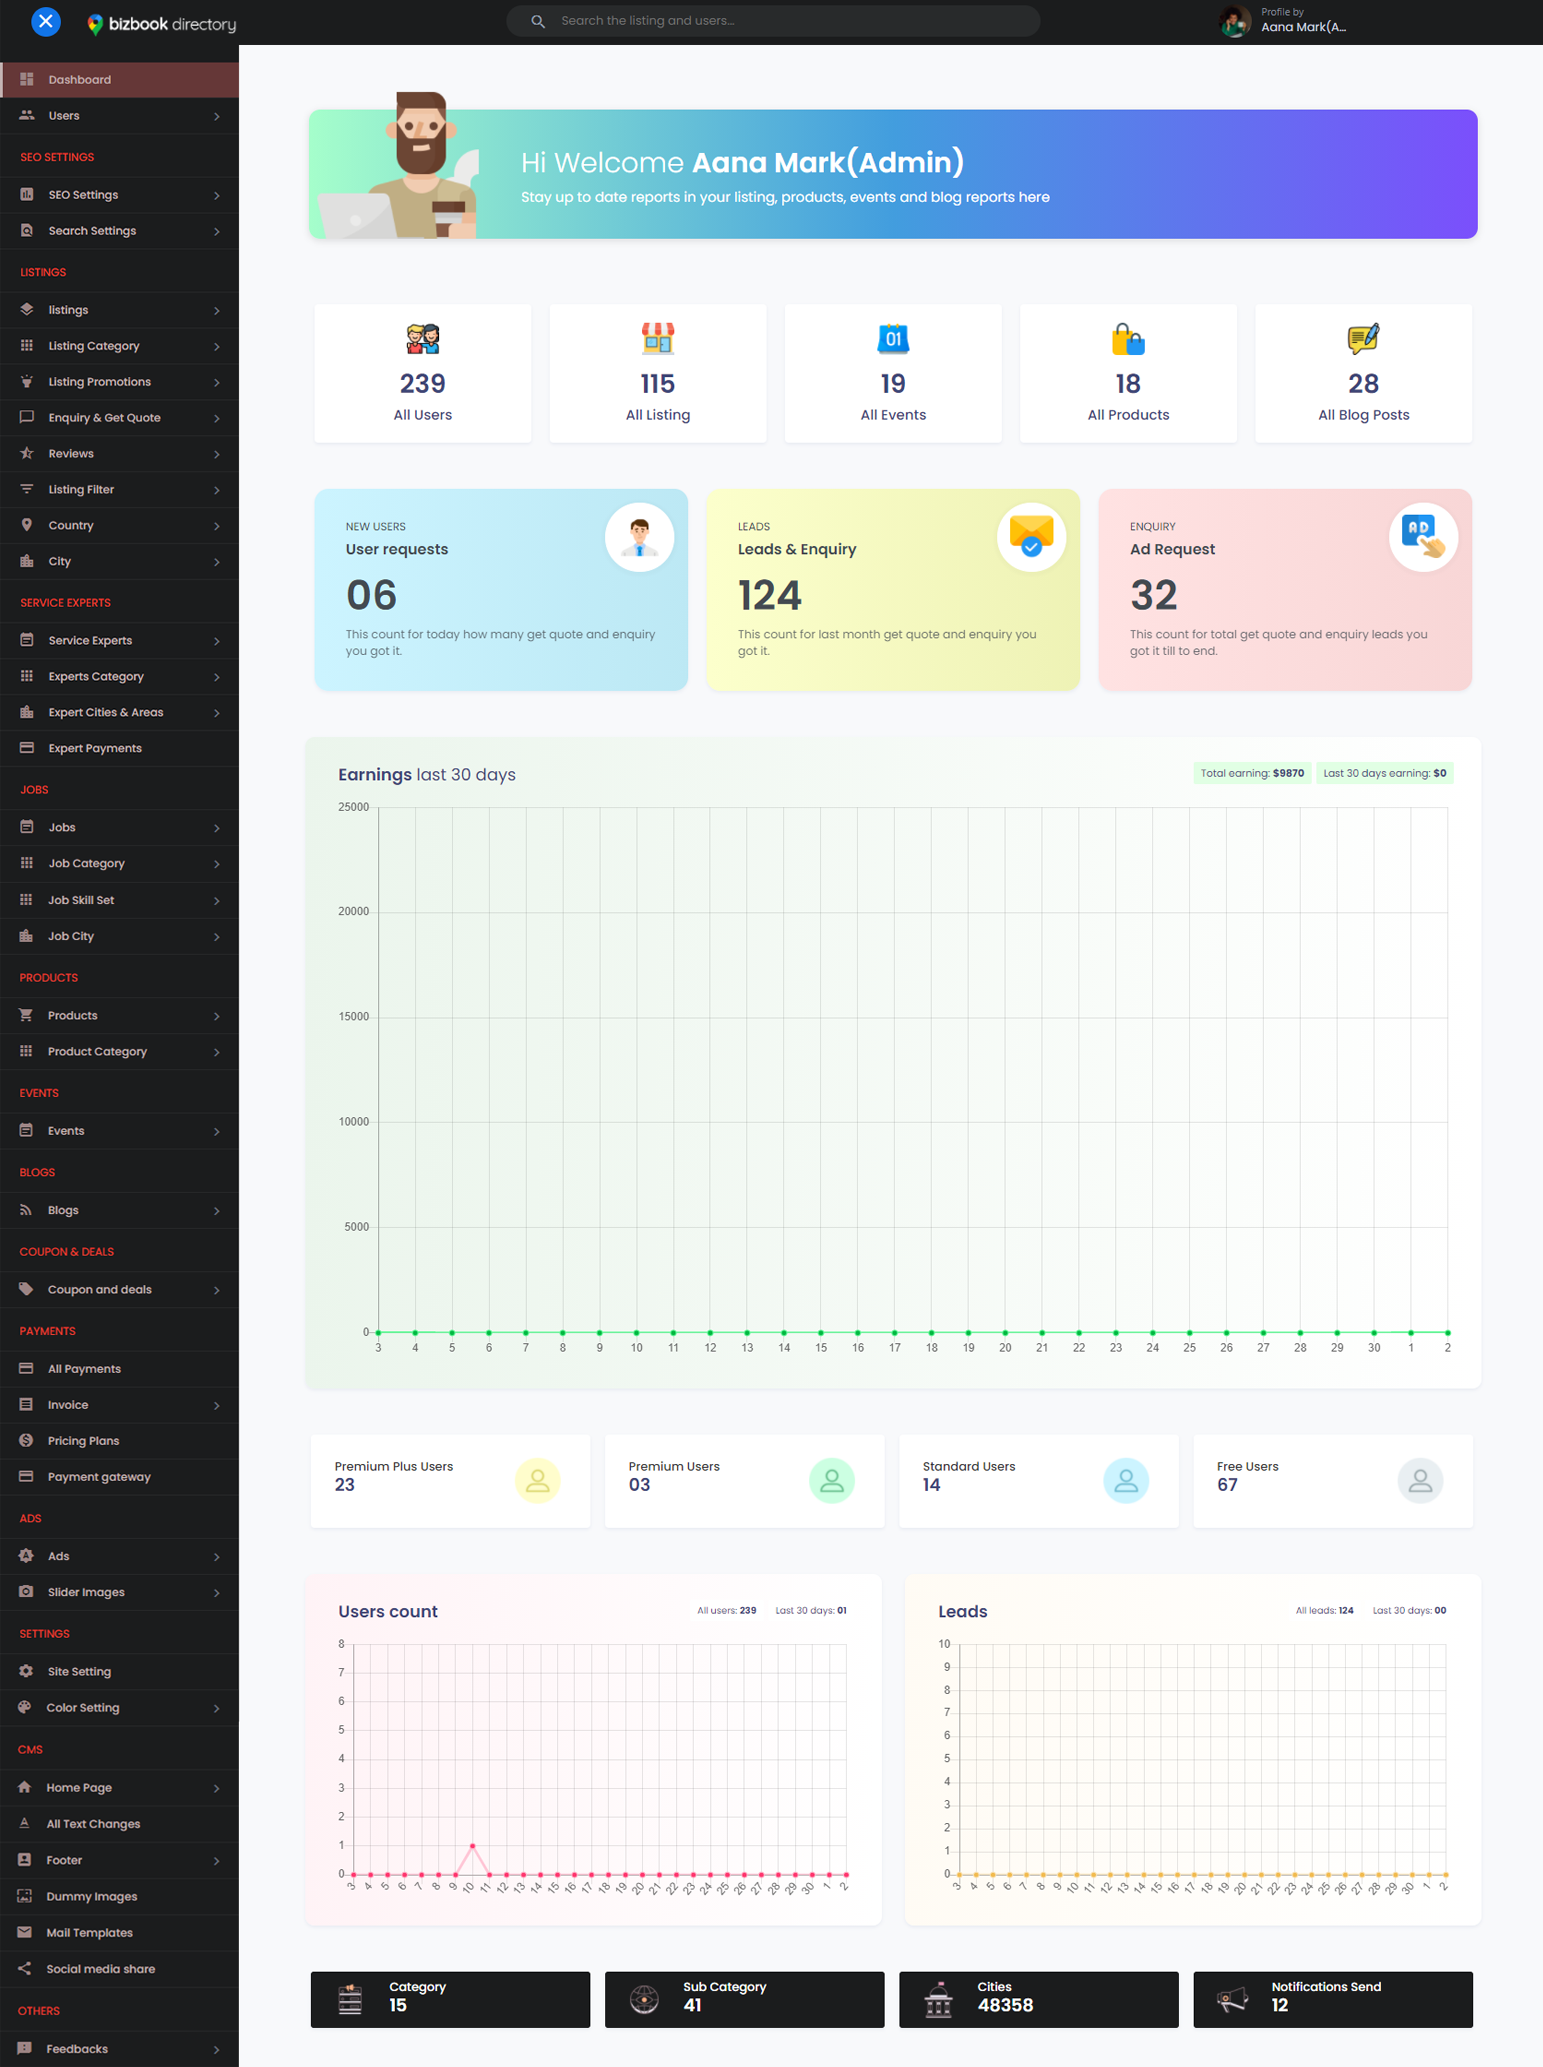 bizbook directory
Search the listing and users...
Profile by
Aana Mark(A...
Dashboard
Users
SEO SETTINGS
SEO Settings
Search Settings
LISTINGS
listings
Listing Category
Listing Promotions
Enquiry & Get Quote
Reviews
Listing Filter
Country
City
SERVICE EXPERTS
Service Experts
Experts Category
Expert Cities & Areas
Expert Payments
JOBS
Jobs
Job Category
Job Skill Set
Job City
PRODUCTS
Products
Product Category
EVENTS
Events
BLOGS
Blogs
COUPON & DEALS
Coupon and deals
PAYMENTS
All Payments
Invoice
Pricing Plans
Payment gateway
ADS
Ads
Slider Images
SETTINGS
Site Setting
Color Setting
CMS
Home Page
All Text Changes
Footer
Dummy Images
Mail Templates
Social media share
OTHERS
Feedbacks
Hi Welcome Aana Mark(Admin)
Stay up to date reports in your listing, products, events and blog reports here
239
All Users
115
All Listing
01
19
All Events
18
All Products
28
All Blog Posts
NEW USERS
User requests
06
This count for today how many get quote and enquiry
you got it.
LEADS
Leads & Enquiry
124
This count for last month get quote and enquiry you
got it.
ENQUIRY
Ad Request
AD
32
This count for total get quote and enquiry leads you
got it till to end.
Earnings last 30 days
Total earning: $9870 Last 30 days earning: $0
25000
20000
15000
10000
5000
0
3 4 5 6 7 8 9 10 11 12 13 14 15 16 17 18 19 20 21 22 23 24 25 26 27 28 29 30 1 2
Premium Plus Users
23
Premium Users
03
Standard Users
14
Free Users
67
Users count
All users: 239 Last 30 days: 01
8
7
6
5
4
3
2
1
0
3 4 5 6 7 8 9 10 11 12 13 14 15 16 17 18 19 20 21 22 23 24 25 26 27 28 29 30 1 2
Leads
All leads: 124 Last 30 days: 00
10
9
8
7
6
5
4
3
2
1
0
3 4 5 6 7 8 9 10 11 12 13 14 15 16 17 18 19 20 21 22 23 24 25 26 27 28 29 30 1 2
Category
15
Sub Category
41
Cities
48358
Notifications Send
12